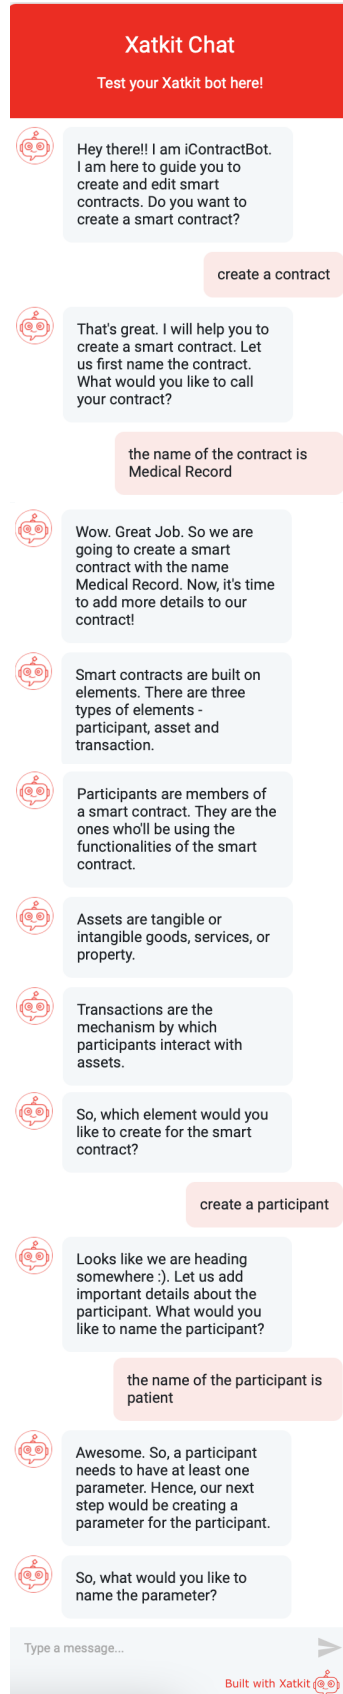 Xatkit Chat
Test your Xatkit bot here!
Hey there!! I am iContractBot.
I am here to guide you to
create and edit smart
contracts. Do you want to
create a smart contract?
create a contract
That's great. I will help you to
create a smart contract. Let
us first name the contract.
What would you like to call
your contract?
the name of the contract is
Medical Record
Wow. Great Job. So we are
going to create a smart
contract with the name
Medical Record. Now, it's time
to add more details to our
contract!
Smart contracts are built on
elements. There are three
types of elements -
participant, asset and
transaction.
Participants are members of
a smart contract. They are the
ones who'll be using the
functionalities of the smart
contract.
Assets are tangible or
intangible goods, services, or
property.
Transactions are the
mechanism by which
participants interact with
assets.
So, which element would you
like to create for the smart
contract?
create a participant
Looks like we are heading
somewhere :). Let us add
important details about the
participant. What would you
like to name the participant?
the name of the participant is
patient
Awesome. So, a participant
needs to have at least one
parameter. Hence, our next
step would be creating a
parameter for the participant.
So, what would you like to
name the parameter?
Type a message...
Built with Xatkit